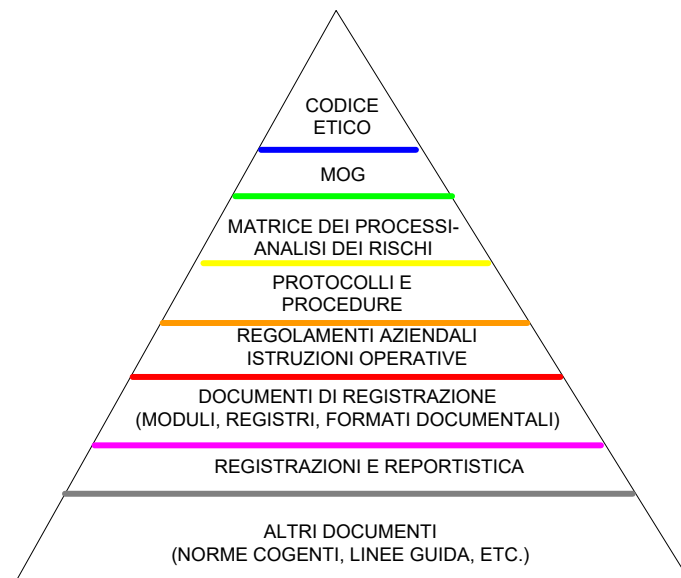 CODICE
ETICO
MOG
MATRICE DEI PROCESSI-
ANALISI DEI RISCHI
PROTOCOLLI E
PROCEDURE
REGOLAMENTI AZIENDALI
ISTRUZIONI OPERATIVE
DOCUMENTI DI REGISTRAZIONE
(MODULI, REGISTRI, FORMATI DOCUMENTALI)
REGISTRAZIONI E REPORTISTICA
ALTRI DOCUMENTI
(NORME COGENTI, LINEE GUIDA, ETC.)